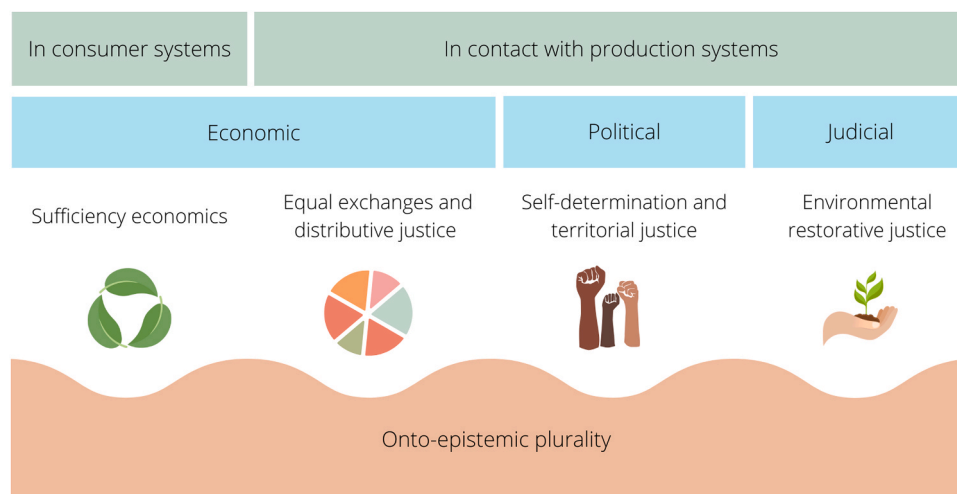 In consumer systems
In contact with production systems
Economic
Political
Judicial
Sufficiency economics
Equal exchanges and
distributive justice
Self-determination and
territorial justice
Environmental
restorative justice
Onto-epistemic plurality